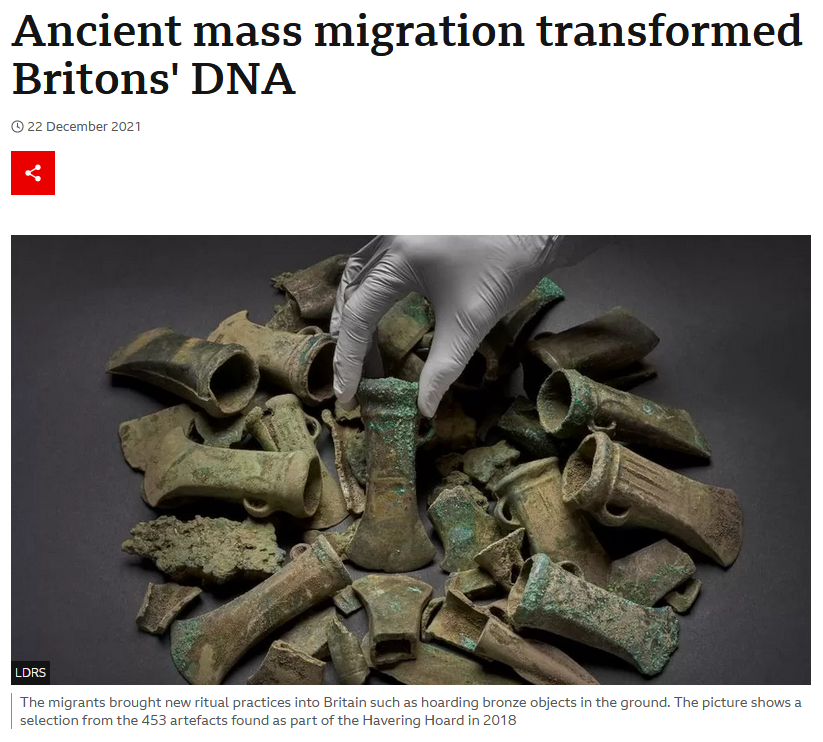 Ancient mass migration transformed
Britons' DNA
22 December 2021
LDRS
The migrants brought new ritual practices into Britain such as hoarding bronze objects in the ground. The picture shows a
selection from the 453 artefacts found as part of the Havering Hoard in 2018